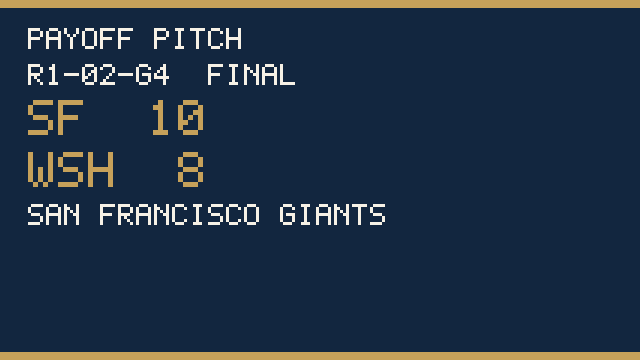 PAYOFF PITCH
R1-02-G4 FINAL
SF 10
WSH 8
SAN FRANCISCO GIANTS